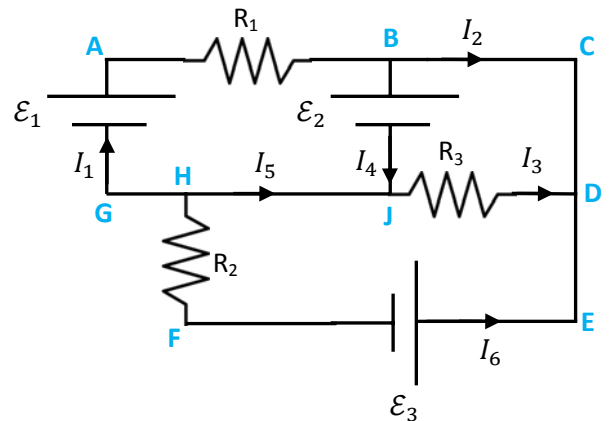 A R₁ B I₂ C
ℰ₁ ℰ₂
I₁ H I₅ I₄ R₃ I₃
G J D
R₂
F I₆ E
ℰ₃